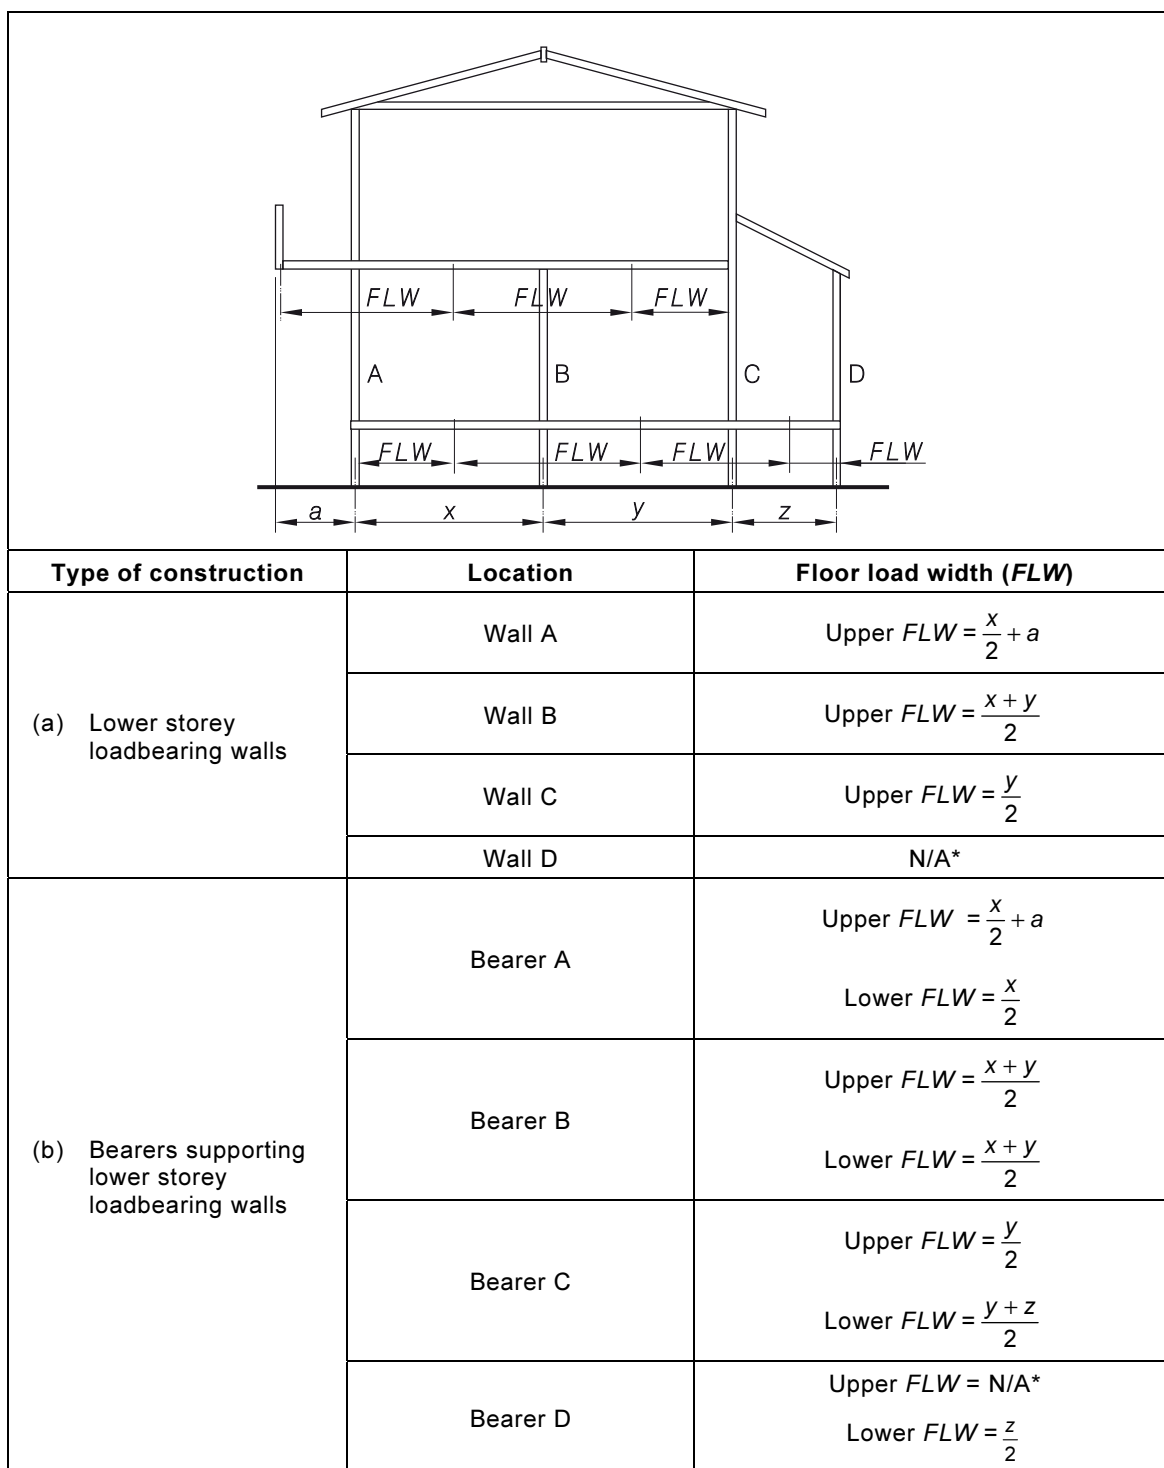 FLW FLW FLW
A B C D
FLW FLW FLW FLW
a x y z
Type of construction Location Floor load width (FLW)
(a) Lower storey
loadbearing walls
Wall A Upper FLW = x/2 + a
Wall B Upper FLW = (x + y)/2
Wall C Upper FLW = y/2
Wall D N/A*
(b) Bearers supporting
lower storey
loadbearing walls
Bearer A
Upper FLW = x/2 + a
Lower FLW = x/2
Bearer B
Upper FLW = (x + y)/2
Lower FLW = (x + y)/2
Bearer C
Upper FLW = y/2
Lower FLW = (y + z)/2
Bearer D
Upper FLW = N/A*
Lower FLW = z/2